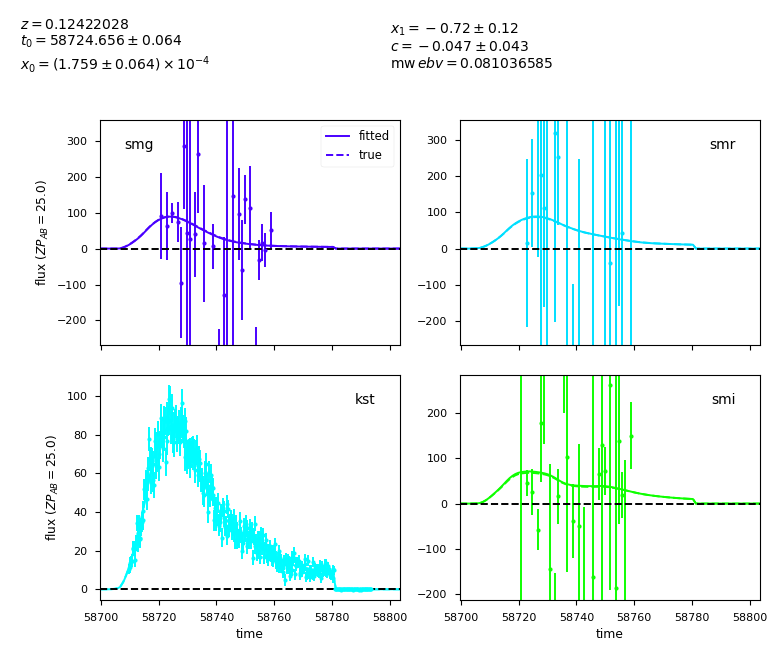 z = 0.12422028
t₀ = 58724.656 ± 0.064
x₀ = (1.759 ± 0.064) × 10⁻⁴
x₁ = −0.72 ± 0.12
c = −0.047 ± 0.043
mw ebv = 0.081036585
smg
fitted
true
300
200
100
0
−100
−200
flux (ZP_AB = 25.0)
smr
300
200
100
0
−100
−200
kst
100
80
60
40
20
0
flux (ZP_AB = 25.0)
58700 58720 58740 58760 58780 58800
time
smi
200
100
0
−100
−200
58700 58720 58740 58760 58780 58800
time